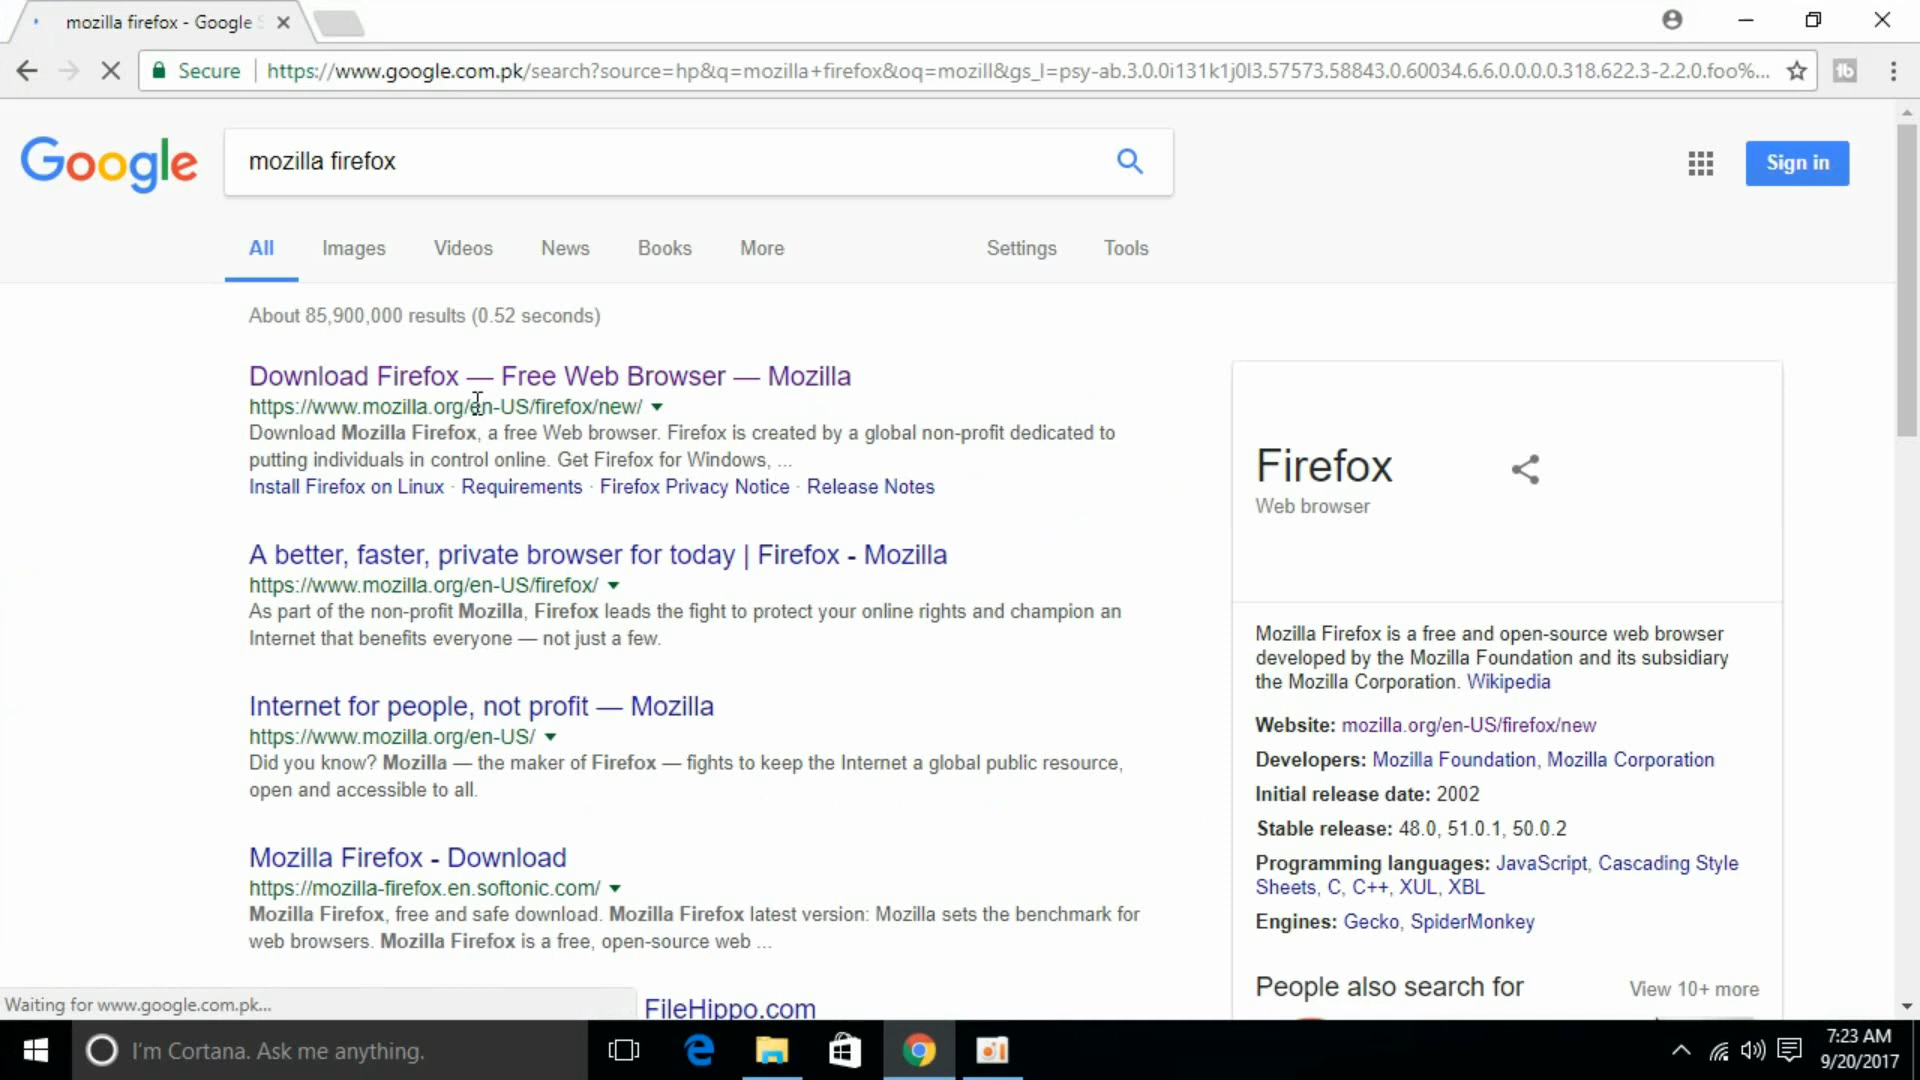 mozilla firefox - Google S
Secure https://www.google.com.pk/search?source=hp&q=mozilla+firefox&oq=mozill&gs_l=psy-ab.3.0.0i131k1j0l3.57573.58843.0.60034.6.6.0.0.0.0.318.622.3-2.2.0.foo%...
Google mozilla firefox Sign in
All Images Videos News Books More Settings Tools
About 85,900,000 results (0.52 seconds)
Download Firefox — Free Web Browser — Mozilla
https://www.mozilla.org/en-US/firefox/new/
Download Mozilla Firefox, a free Web browser. Firefox is created by a global non-profit dedicated to
putting individuals in control online. Get Firefox for Windows, ...
Install Firefox on Linux · Requirements · Firefox Privacy Notice · Release Notes
A better, faster, private browser for today | Firefox - Mozilla
https://www.mozilla.org/en-US/firefox/
As part of the non-profit Mozilla, Firefox leads the fight to protect your online rights and champion an
Internet that benefits everyone — not just a few.
Internet for people, not profit — Mozilla
https://www.mozilla.org/en-US/
Did you know? Mozilla — the maker of Firefox — fights to keep the Internet a global public resource,
open and accessible to all.
Mozilla Firefox - Download
https://mozilla-firefox.en.softonic.com/
Mozilla Firefox, free and safe download. Mozilla Firefox latest version: Mozilla sets the benchmark for
web browsers. Mozilla Firefox is a free, open-source web ...
FileHippo.com
Firefox
Web browser
Mozilla Firefox is a free and open-source web browser
developed by the Mozilla Foundation and its subsidiary
the Mozilla Corporation. Wikipedia
Website: mozilla.org/en-US/firefox/new
Developers: Mozilla Foundation, Mozilla Corporation
Initial release date: 2002
Stable release: 48.0, 51.0.1, 50.0.2
Programming languages: JavaScript, Cascading Style
Sheets, C, C++, XUL, XBL
Engines: Gecko, SpiderMonkey
People also search for View 10+ more
Waiting for www.google.com.pk...
I'm Cortana. Ask me anything.
7:23 AM
9/20/2017